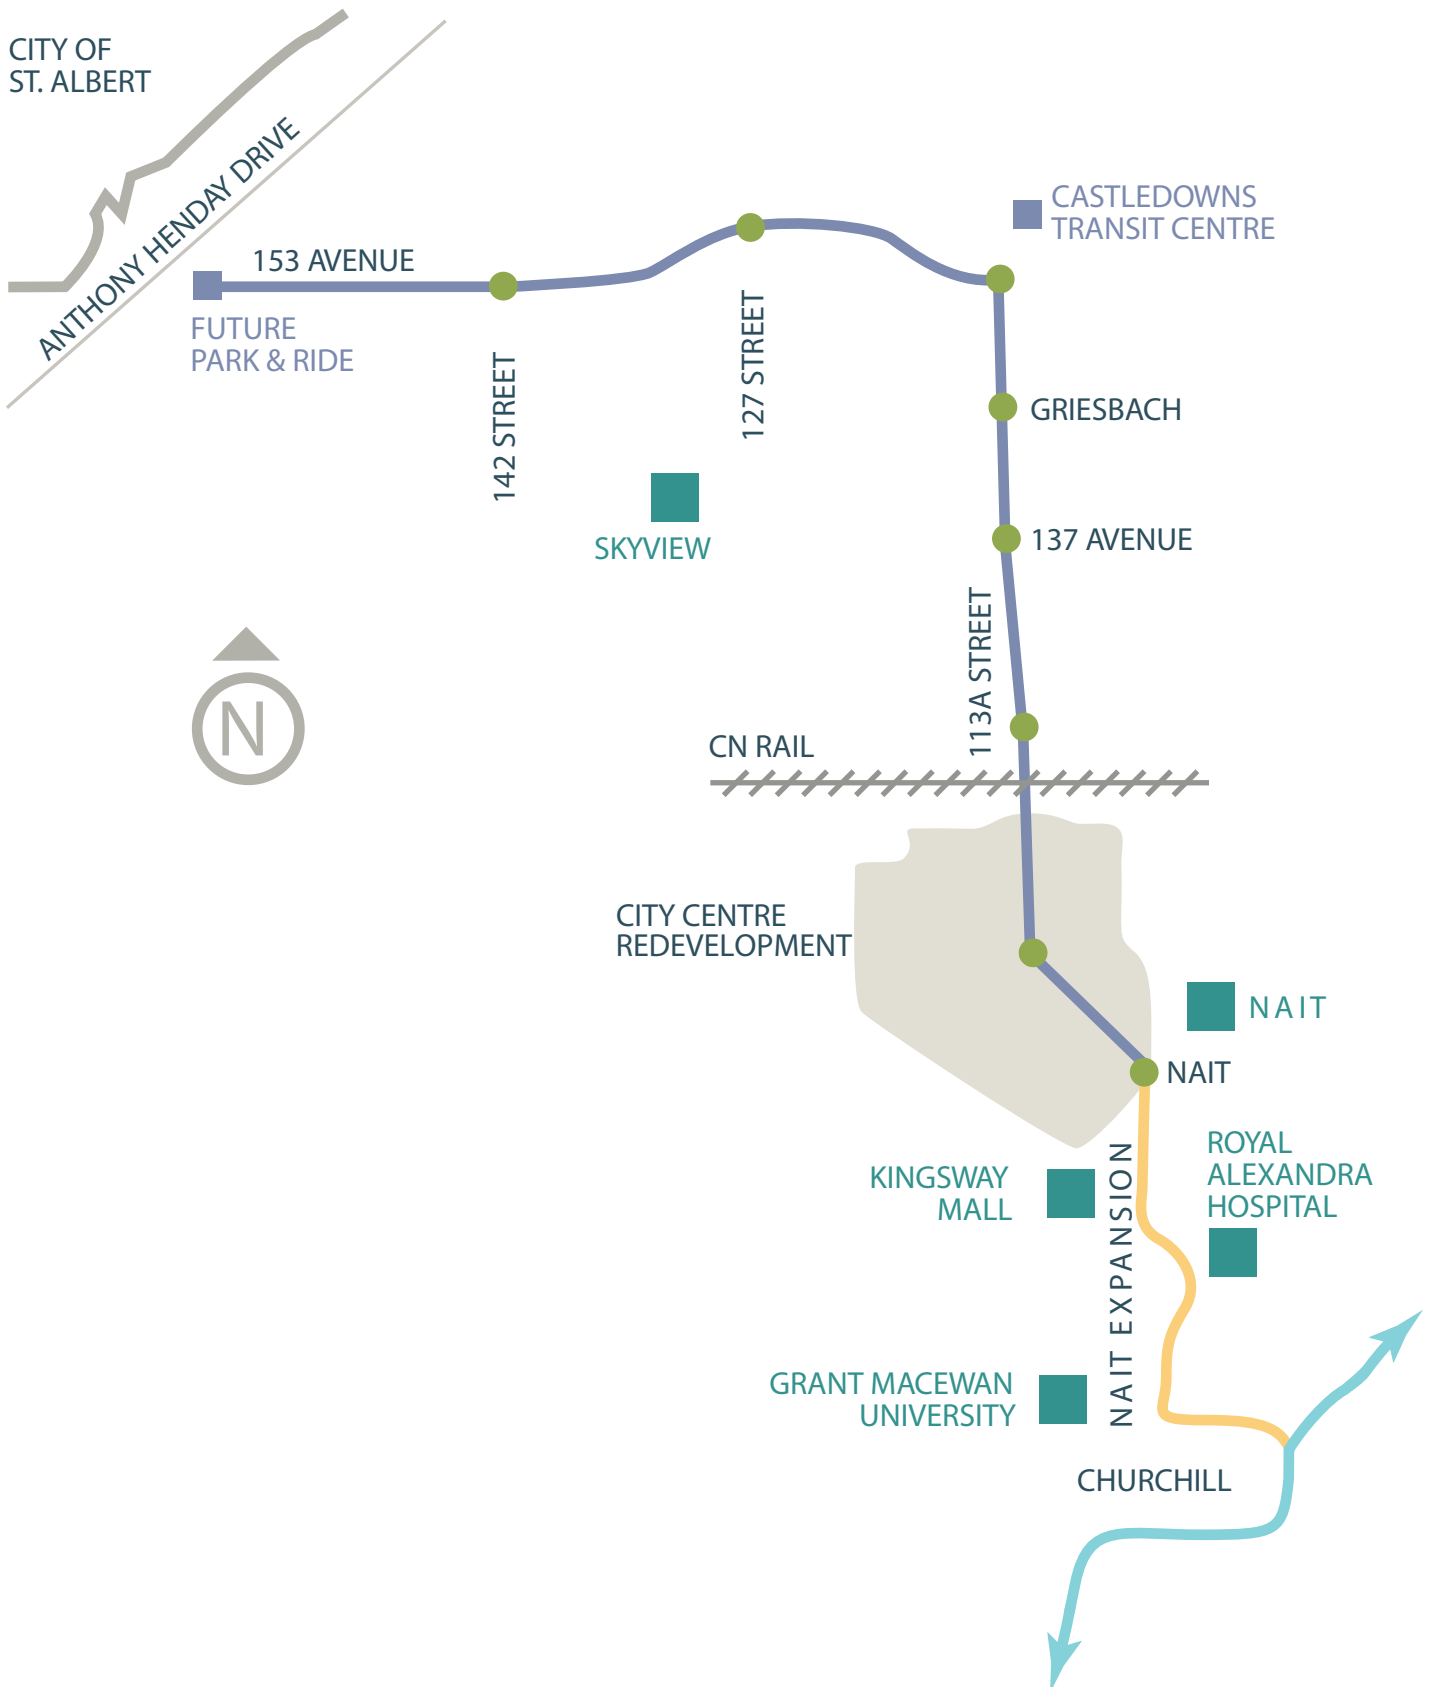 CITY OF
ST. ALBERT
ANTHONY HENDAY DRIVE
153 AVENUE
FUTURE
PARK & RIDE
142 STREET
127 STREET
CASTLEDOWNS
TRANSIT CENTRE
GRIESBACH
SKYVIEW
137 AVENUE
113A STREET
N
CN RAIL
CITY CENTRE
REDEVELOPMENT
NAIT
NAIT
KINGSWAY
MALL
NAIT EXPANSION
ROYAL
ALEXANDRA
HOSPITAL
GRANT MACEWAN
UNIVERSITY
CHURCHILL